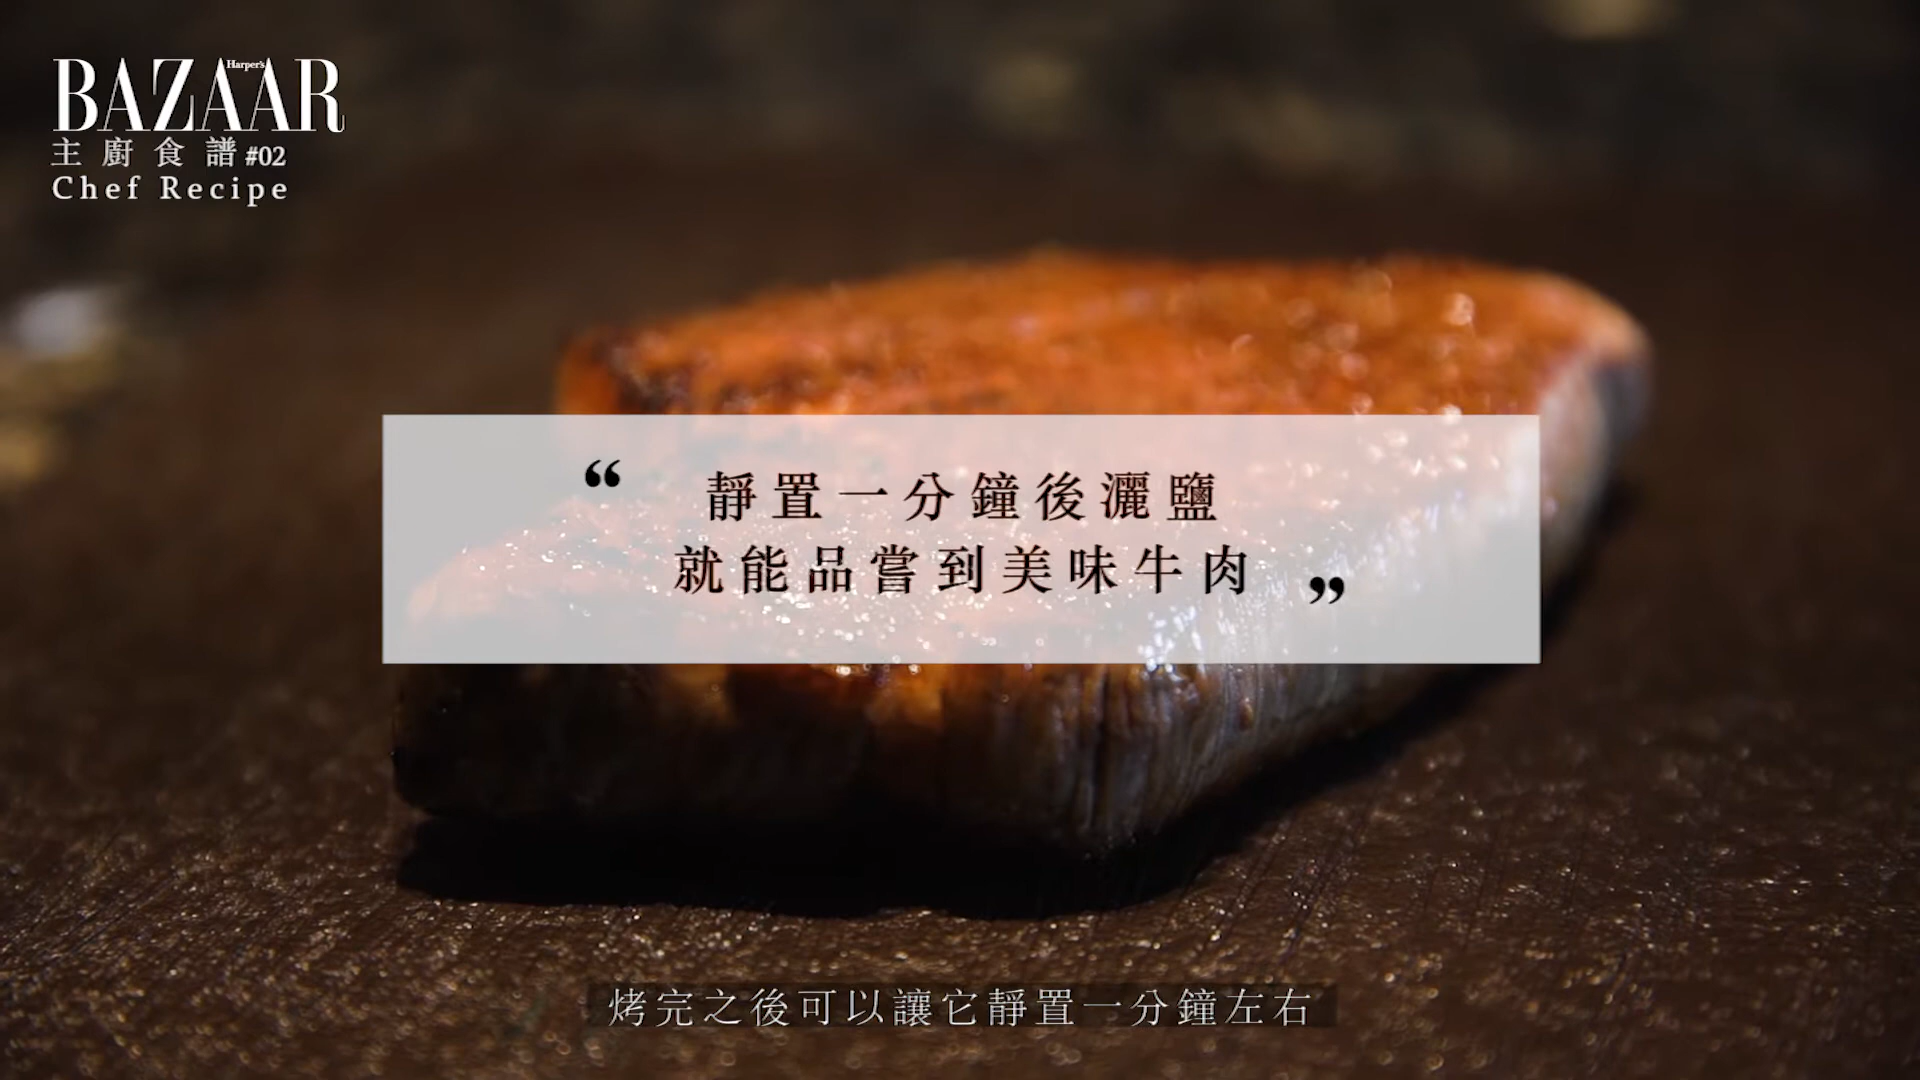 Harper's
BAZAAR
主廚食譜#02
Chef Recipe
“ 靜置一分鐘後灑鹽
就能品嘗到美味牛肉 ”
烤完之後可以讓它靜置一分鐘左右